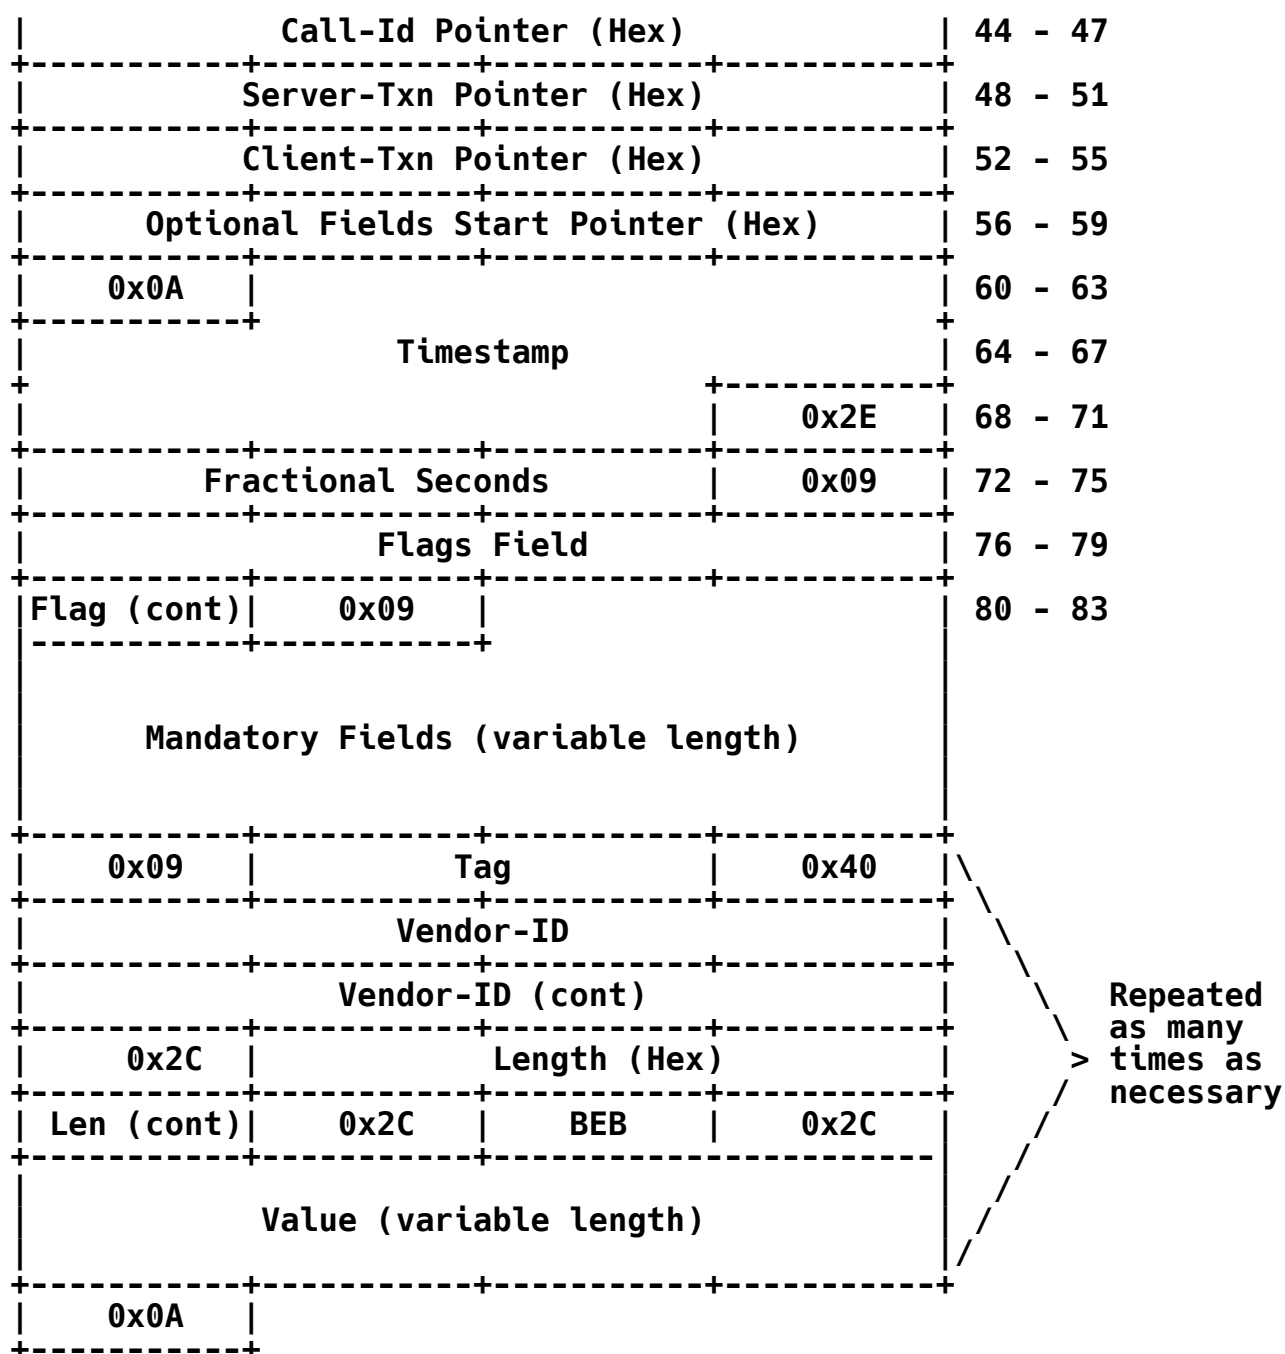 |             Call-Id Pointer (Hex)             | 44 - 47
+-----------+-----------+-----------+-----------+
|           Server-Txn Pointer (Hex)            | 48 - 51
+-----------+-----------+-----------+-----------+
|           Client-Txn Pointer (Hex)            | 52 - 55
+-----------+-----------+-----------+-----------+
|      Optional Fields Start Pointer (Hex)      | 56 - 59
+-----------+-----------+-----------+-----------+
|    0x0A   |                                   | 60 - 63
+-----------+                                   +
|                   Timestamp                   | 64 - 67
+                                   +-----------+
|                                   |    0x2E   | 68 - 71
+-----------+-----------+-----------+-----------+
|         Fractional Seconds        |    0x09   | 72 - 75
+-----------+-----------+-----------+-----------+
|                  Flags Field                  | 76 - 79
+-----------+-----------+-----------+-----------+
|Flag (cont)|    0x09   |                       | 80 - 83
|-----------+-----------+                       |
|                                               |
|                                               |
|      Mandatory Fields (variable length)       |
|                                               |
|                                               |
+-----------+-----------+-----------+-----------+
|    0x09   |          Tag          |    0x40   |\
+-----------+-----------+-----------+-----------+ \
|                   Vendor-ID                   |  \
+-----------+-----------+-----------+-----------+   \
|                Vendor-ID (cont)               |    \  Repeated
+-----------+-----------+-----------+-----------+     \ as many
|     0x2C  |            Length (Hex)           |      > times as
+-----------+-----------+-----------+-----------+     / necessary
| Len (cont)|    0x2C   |    BEB    |    0x2C   |    /
+-----------+-----------+-----------------------|   /
|                                               |  /
|            Value (variable length)            | /
|                                               |/
+-----------+-----------+-----------+-----------+
|    0x0A   |
+-----------+